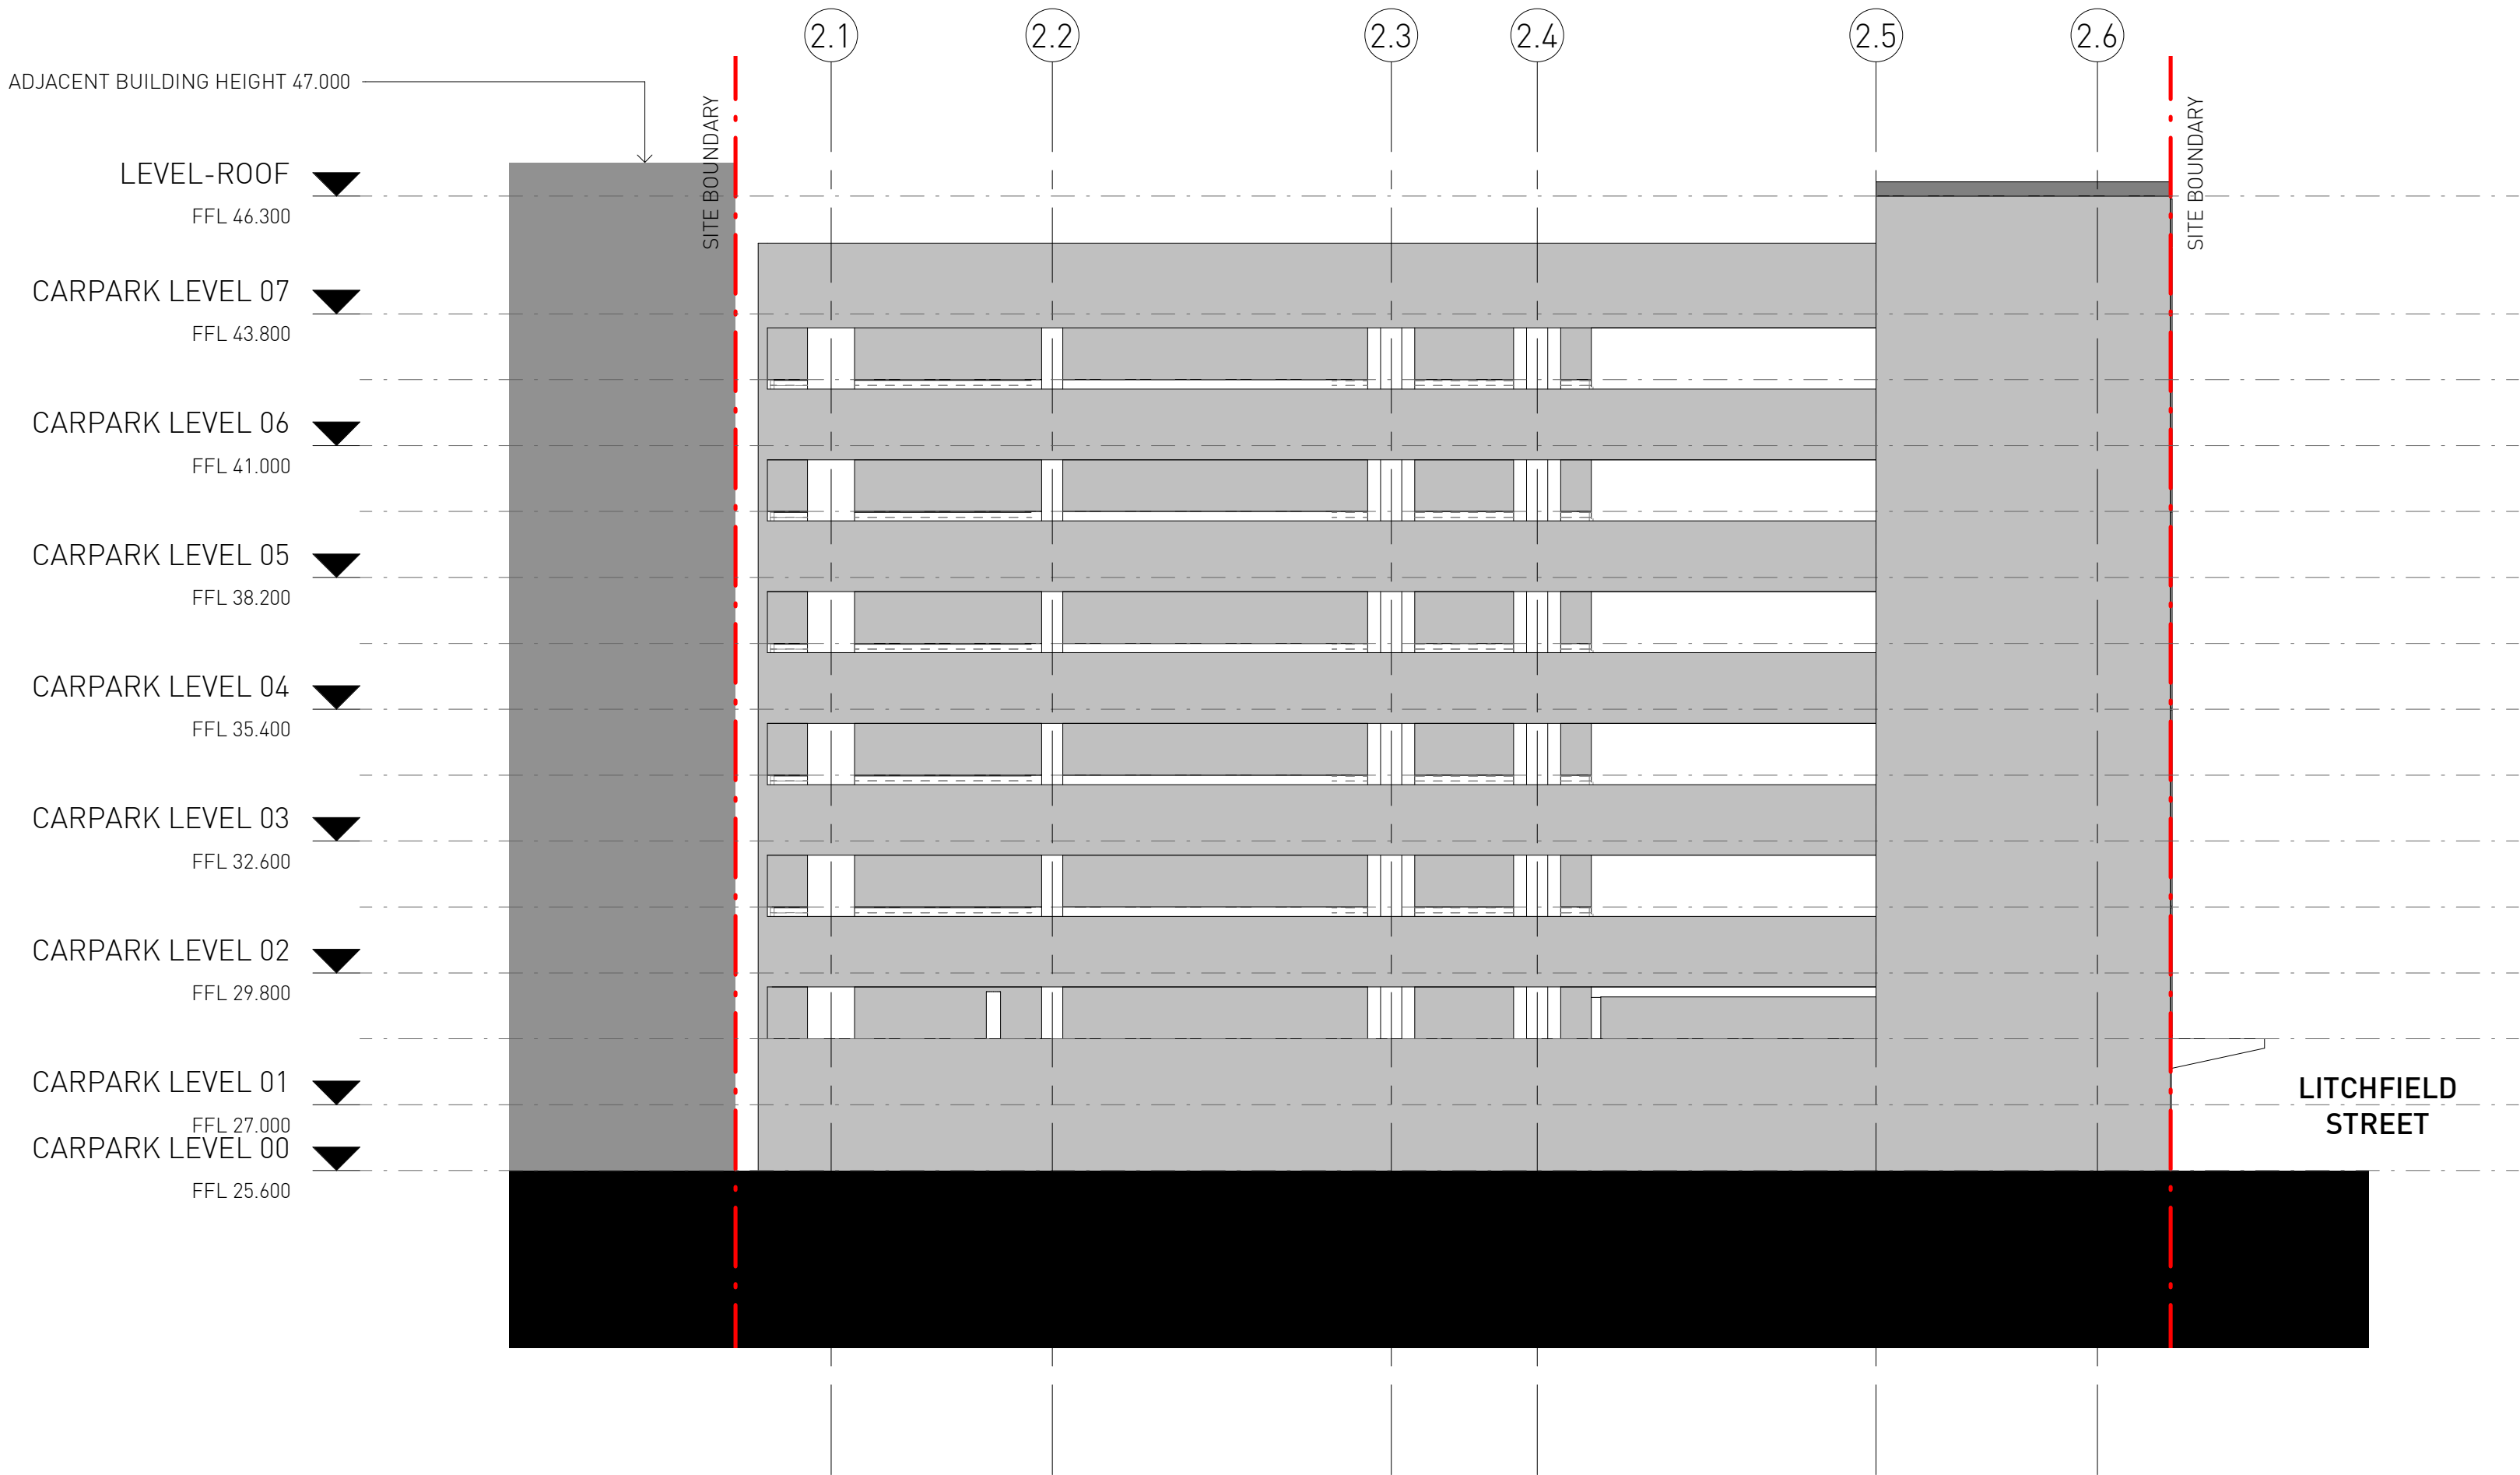 2.1
2.2
2.3
2.4
2.5
2.6
ADJACENT BUILDING HEIGHT 47.000
SITE BOUNDARY
SITE BOUNDARY
LEVEL-ROOF
FFL 46.300
CARPARK LEVEL 07
FFL 43.800
CARPARK LEVEL 06
FFL 41.000
CARPARK LEVEL 05
FFL 38.200
CARPARK LEVEL 04
FFL 35.400
CARPARK LEVEL 03
FFL 32.600
CARPARK LEVEL 02
FFL 29.800
CARPARK LEVEL 01
FFL 27.000
CARPARK LEVEL 00
FFL 25.600
LITCHFIELD
STREET